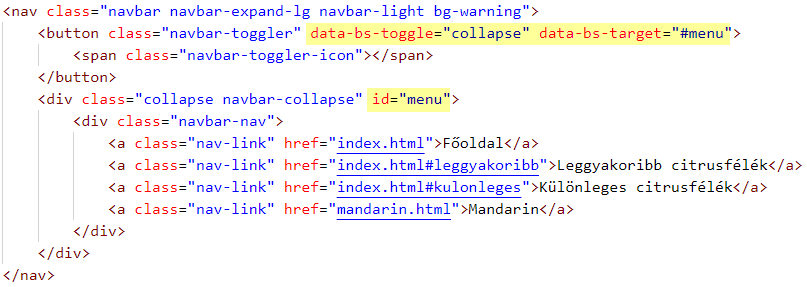 <nav class="navbar navbar-expand-lg navbar-light bg-warning">
    <button class="navbar-toggler" data-bs-toggle="collapse" data-bs-target="#menu">
        <span class="navbar-toggler-icon"></span>
    </button>
    <div class="collapse navbar-collapse" id="menu">
        <div class="navbar-nav">
            <a class="nav-link" href="index.html">Főoldal</a>
            <a class="nav-link" href="index.html#leggyakoribb">Leggyakoribb citrusfélék</a>
            <a class="nav-link" href="index.html#kulonleges">Különleges citrusfélék</a>
            <a class="nav-link" href="mandarin.html">Mandarin</a>
        </div>
    </div>
</nav>